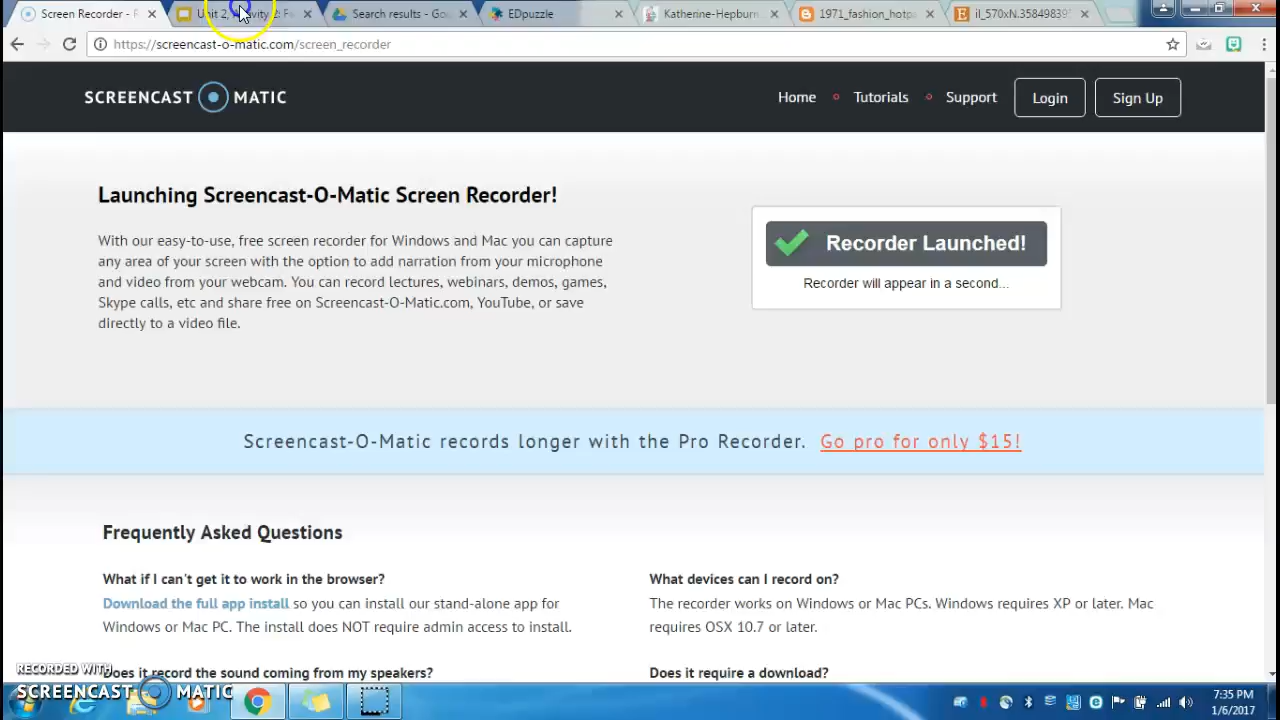 Screen Recorder - F
Unit 2, Activity 2: Fe
Search results - Goo
EDpuzzle
Katherine-Hepburn
1971_fashion_hotpa
il_570xN.358498395
https://screencast-o-matic.com/screen_recorder
SCREENCAST O MATIC
Home
Tutorials
Support
Login
Sign Up
Launching Screencast-O-Matic Screen Recorder!
With our easy-to-use, free screen recorder for Windows and Mac you can capture
any area of your screen with the option to add narration from your microphone
and video from your webcam. You can record lectures, webinars, demos, games,
Skype calls, etc and share free on Screencast-O-Matic.com, YouTube, or save
directly to a video file.
Recorder Launched!
Recorder will appear in a second...
Screencast-O-Matic records longer with the Pro Recorder. Go pro for only $15!
Frequently Asked Questions
What if I can't get it to work in the browser?
Download the full app install so you can install our stand-alone app for
Windows or Mac PC. The install does NOT require admin access to install.
Does it record the sound coming from my speakers?
What devices can I record on?
The recorder works on Windows or Mac PCs. Windows requires XP or later. Mac
requires OSX 10.7 or later.
Does it require a download?
RECORDED WITH
SCREENCAST O MATIC
7:35 PM
1/6/2017